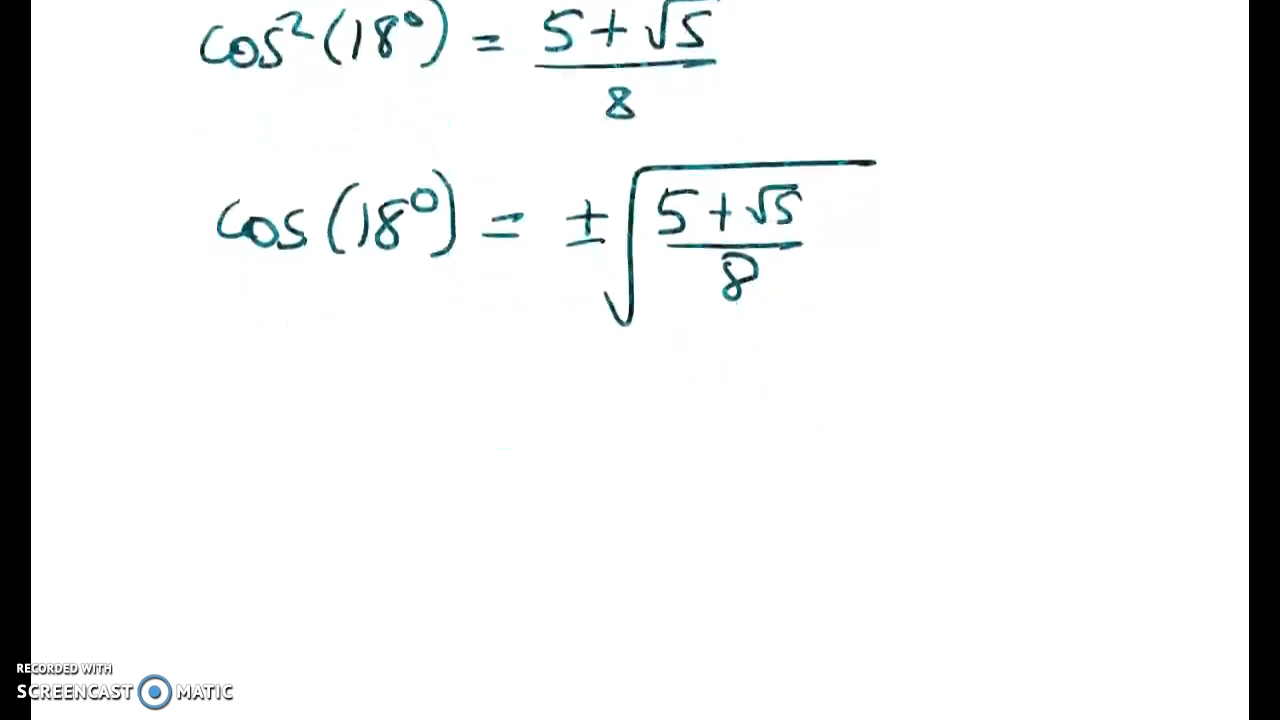 cos²(18°) = 5+√5
8
cos(18°) = ±√5+√5
8
RECORDED WITH
SCREENCAST MATIC